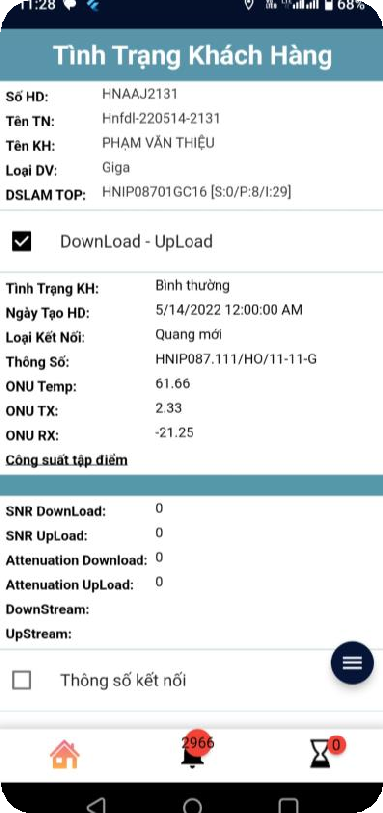 11:28
68%
Tình Trạng Khách Hàng
Số HD: HNAAJ2131
Tên TN: Hnfdl-220514-2131
Tên KH: PHẠM VĂN THIỆU
Loại DV: Giga
DSLAM TOP: HNIP08701GC16 [S:0/P:8/I:29]
DownLoad - UpLoad
Tình Trạng KH: Bình thường
Ngày Tạo HD: 5/14/2022 12:00:00 AM
Loại Kết Nối: Quang mới
Thông Số: HNIP087.111/HO/11-11-G
ONU Temp: 61.66
ONU TX: 2.33
ONU RX: -21.25
Công suất tập điểm
SNR DownLoad: 0
SNR UpLoad: 0
Attenuation Download: 0
Attenuation UpLoad: 0
DownStream:
UpStream:
Thông số kết nối
2966
0